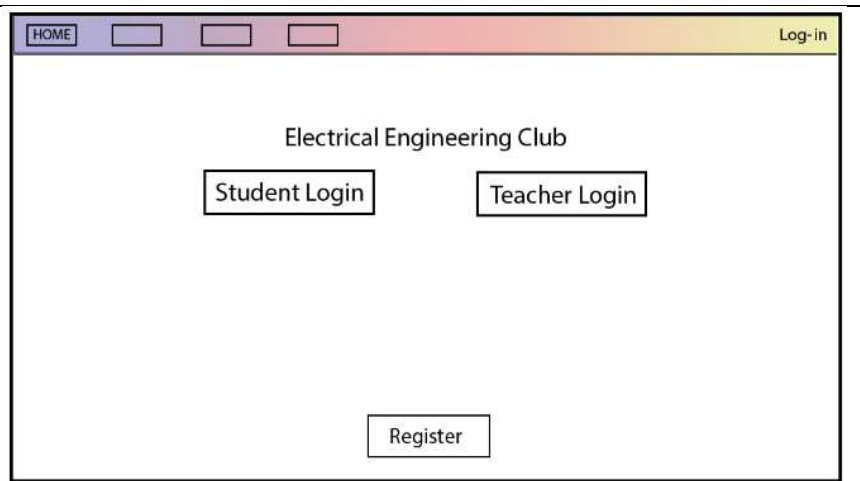 HOME Log-in
Electrical Engineering Club
Student Login Teacher Login
Register